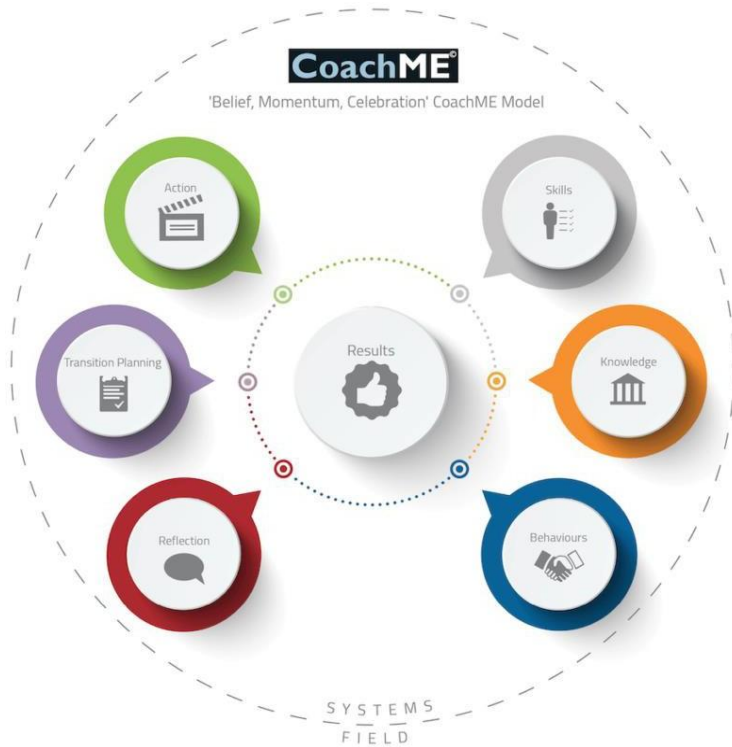 CoachME©
'Belief, Momentum, Celebration' CoachME Model
Action
Skills
Transition Planning
Results
Knowledge
Reflection
Behaviours
SYSTEMS
FIELD